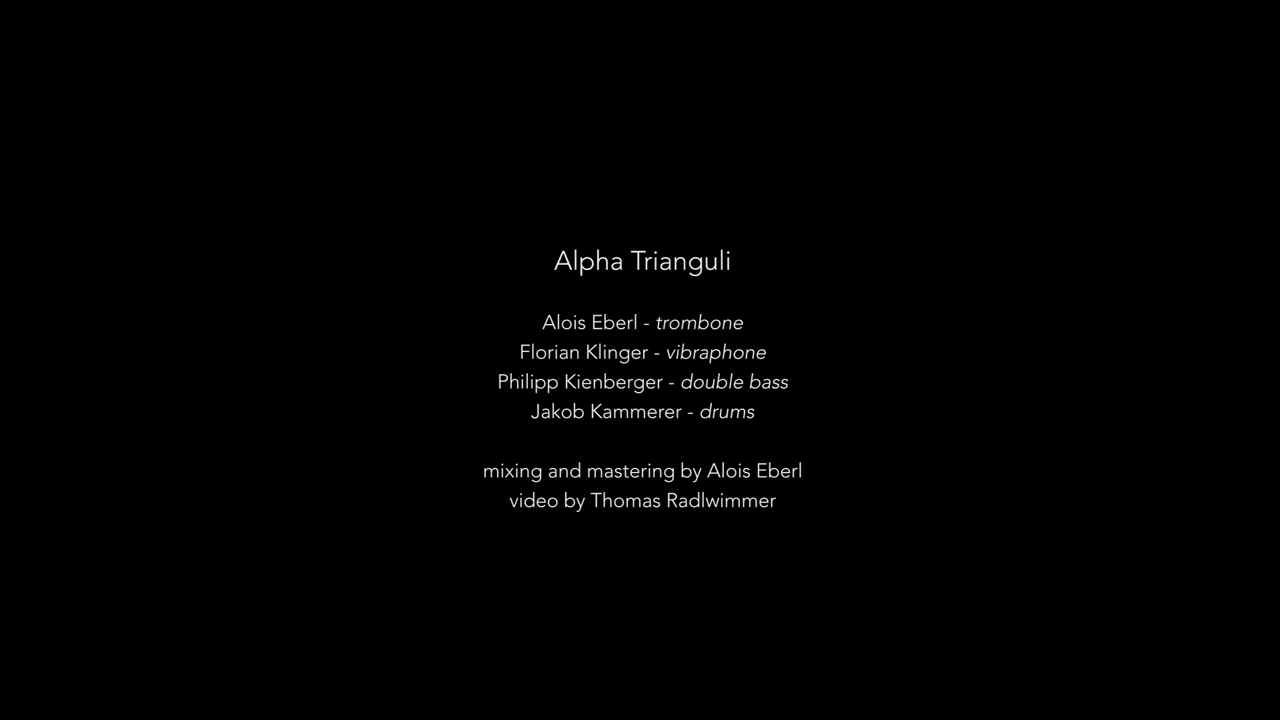 Alpha Trianguli
Alois Eberl - trombone
Florian Klinger - vibraphone
Philipp Kienberger - double bass
Jakob Kammerer - drums
mixing and mastering by Alois Eberl
video by Thomas Radlwimmer